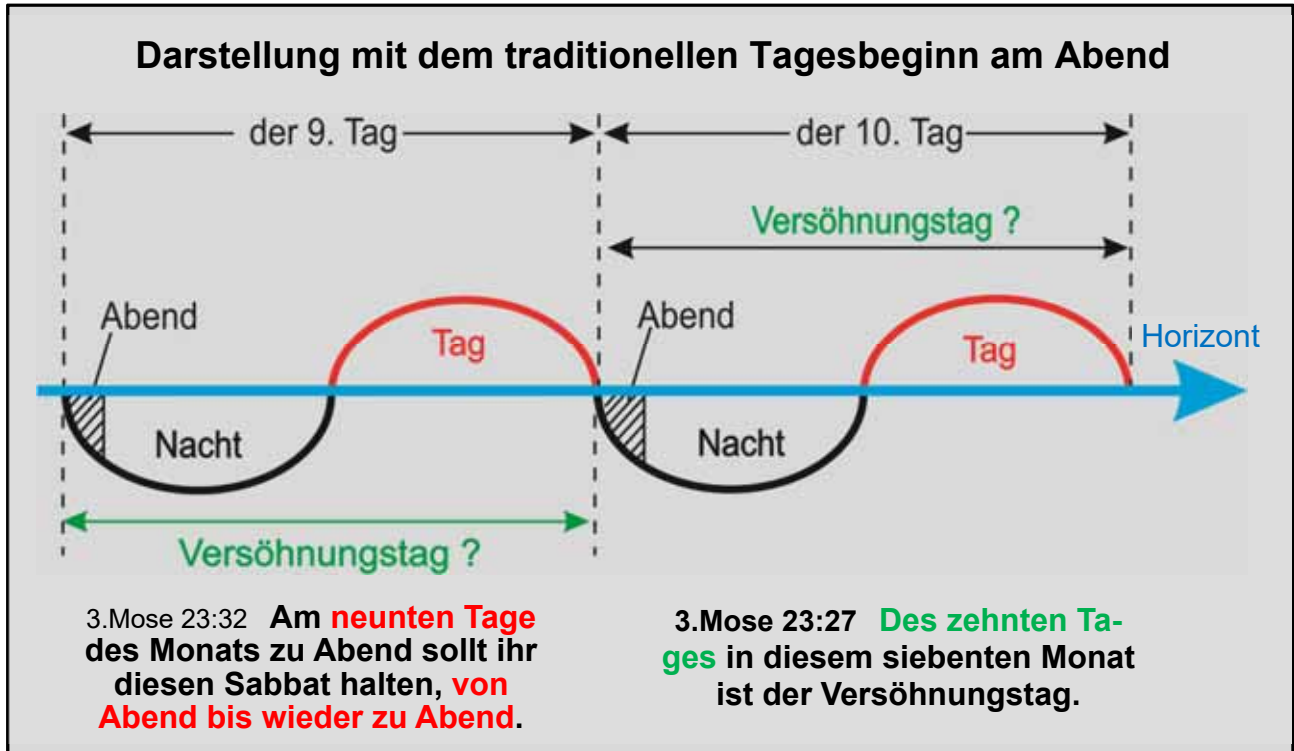 Darstellung mit dem traditionellen Tagesbeginn am Abend
der 9. Tag
der 10. Tag
Versöhnungstag ?
Abend
Abend
Tag
Tag
Horizont
Nacht
Nacht
Versöhnungstag ?
3.Mose 23:32 Am neunten Tage
des Monats zu Abend sollt ihr
diesen Sabbat halten, von
Abend bis wieder zu Abend.
3.Mose 23:27 Des zehnten Ta-
ges in diesem siebenten Monat
ist der Versöhnungstag.